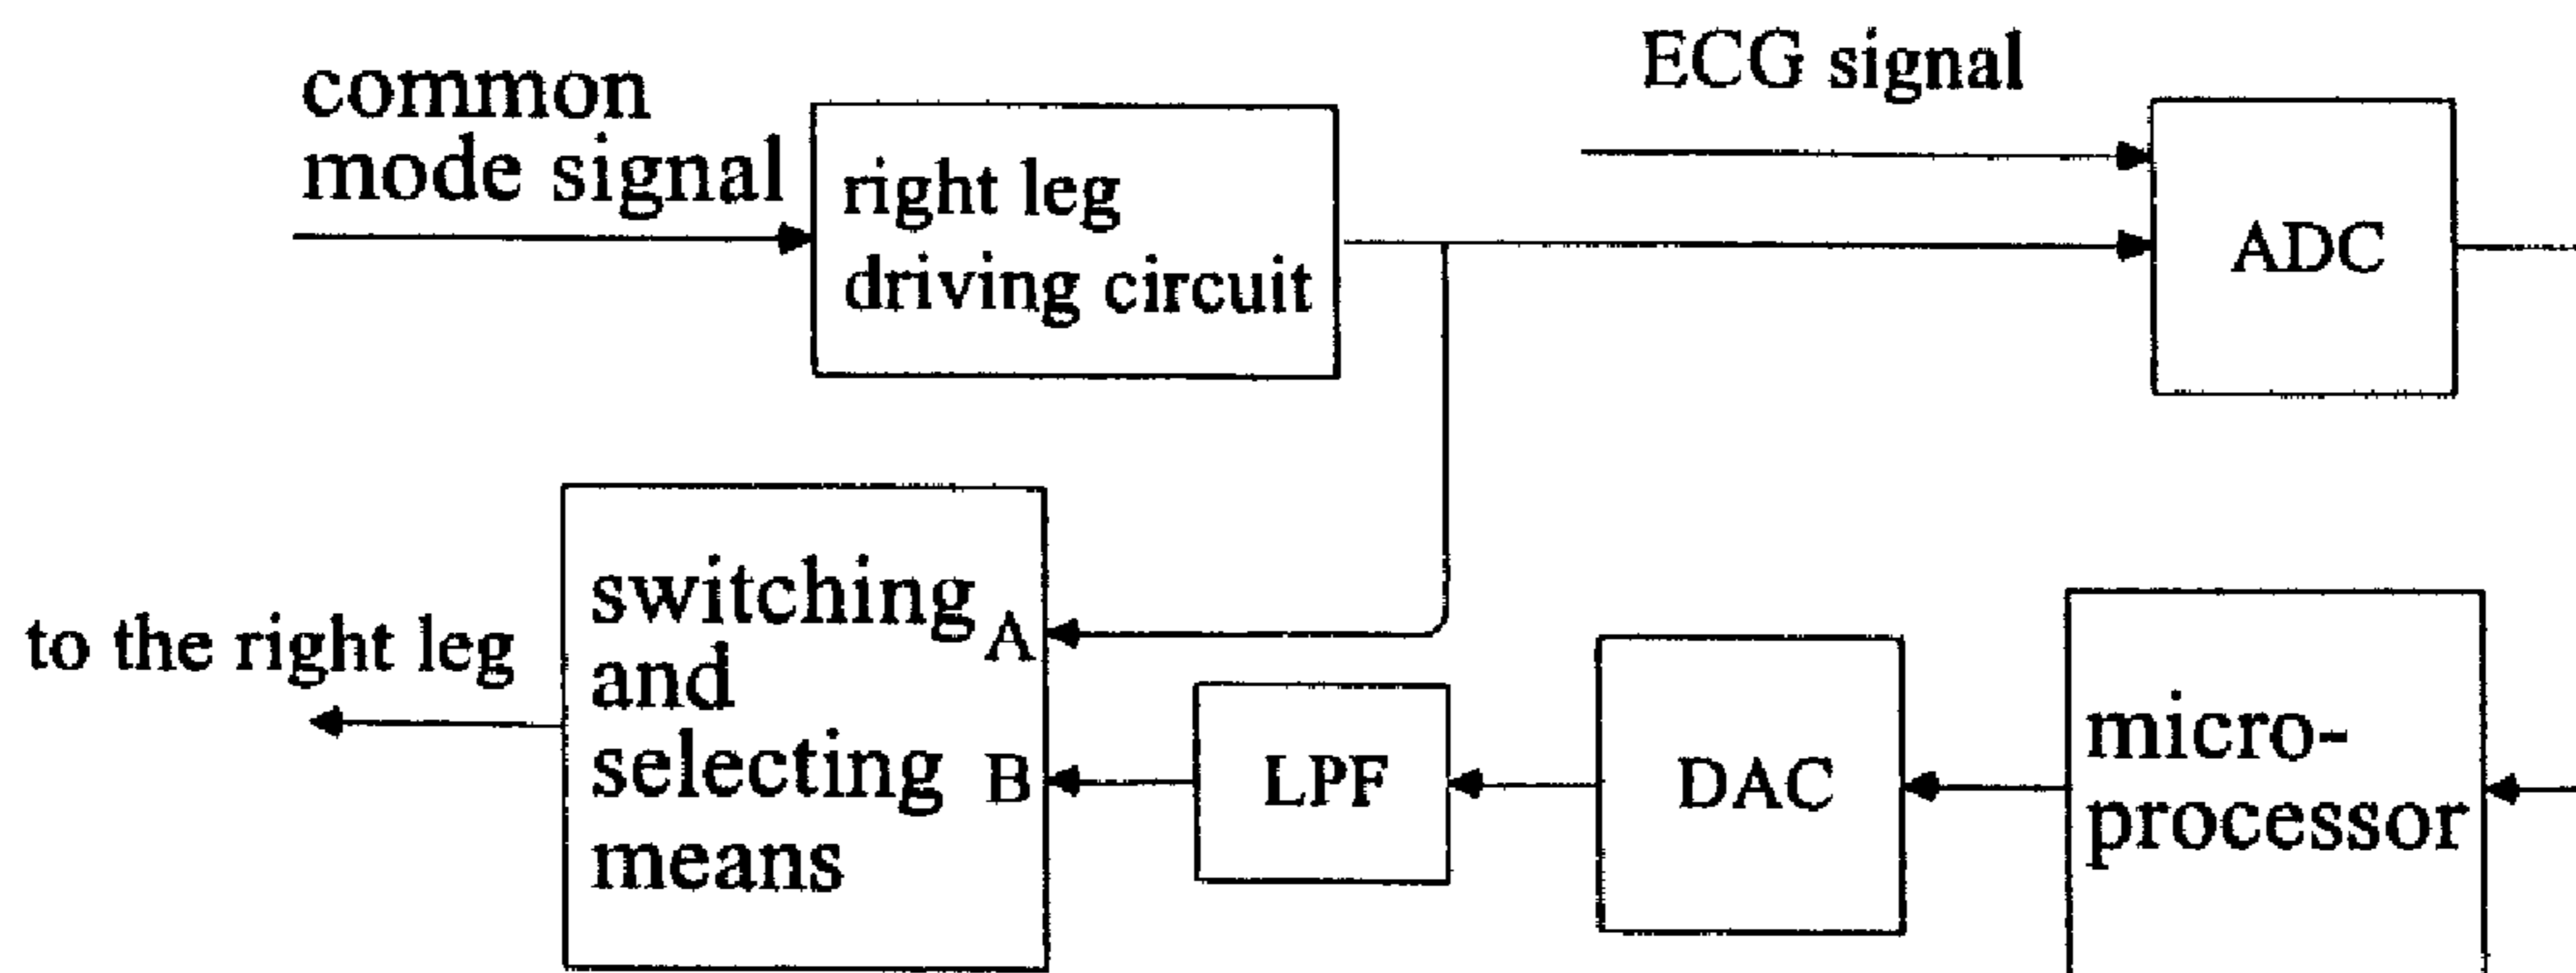 common
mode signal
right leg
driving circuit
ECG signal
ADC
to the right leg
switching
and
selecting
means
A
B
LPF
DAC
micro-
processor